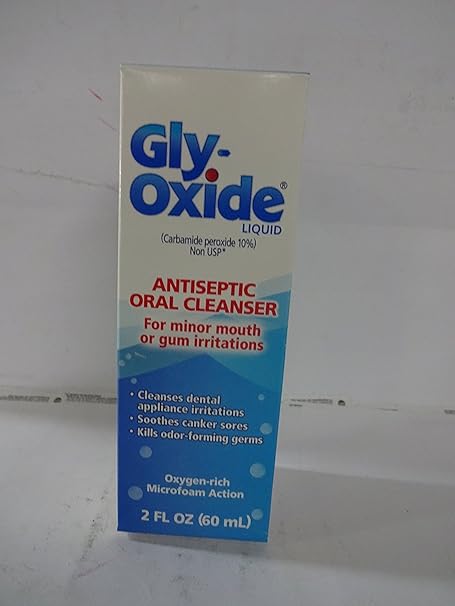 Gly-
Oxide®
LIQUID
(Carbamide peroxide 10%)
Non USP*
ANTISEPTIC
ORAL CLEANSER
For minor mouth
or gum irritations
• Cleanses dental
appliance irritations
• Soothes canker sores
• Kills odor-forming germs
Oxygen-rich
Microfoam Action
2 FL OZ (60 mL)